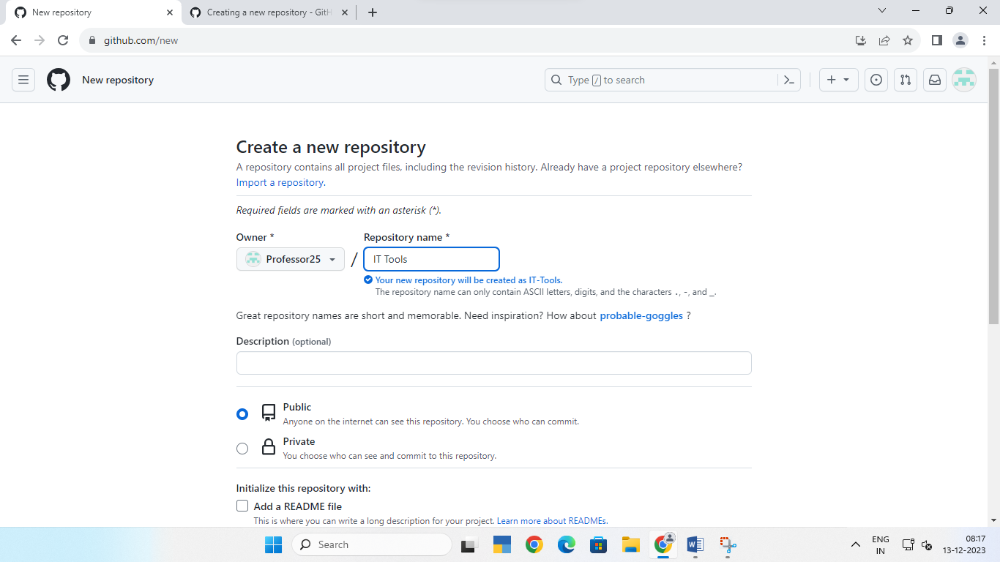 New repository
Creating a new repository - GitH
github.com/new
New repository
Type / to search
Create a new repository
A repository contains all project files, including the revision history. Already have a project repository elsewhere?
Import a repository.
Required fields are marked with an asterisk (*).
Owner * Repository name *
Professor25 / IT Tools
Your new repository will be created as IT-Tools.
The repository name can only contain ASCII letters, digits, and the characters ., -, and _.
Great repository names are short and memorable. Need inspiration? How about probable-goggles ?
Description (optional)
Public
Anyone on the internet can see this repository. You choose who can commit.
Private
You choose who can see and commit to this repository.
Initialize this repository with:
Add a README file
This is where you can write a long description for your project. Learn more about READMEs.
Search
ENG
IN
08:17
13-12-2023